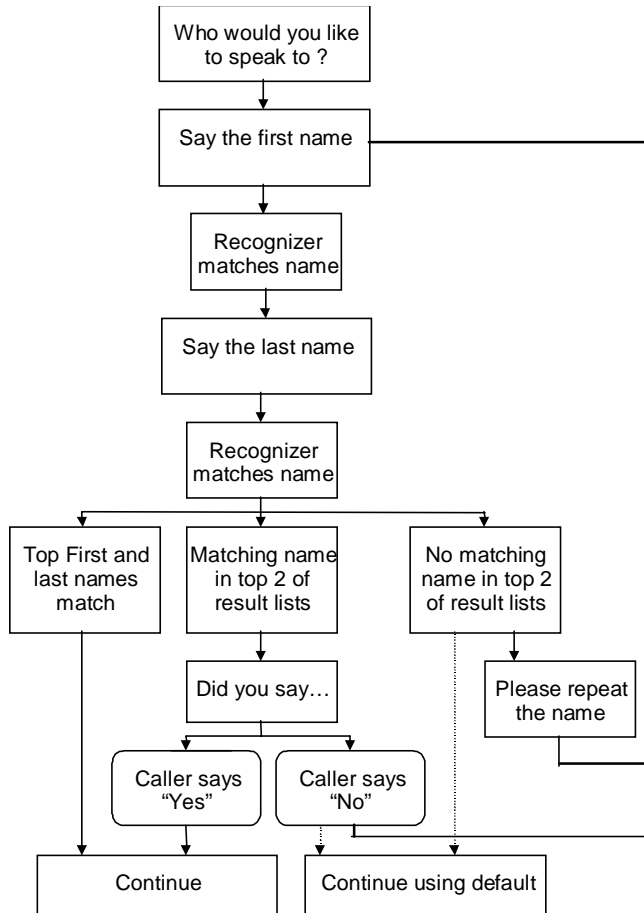 Who would you like
to speak to ?
Say the first name
Recognizer
matches name
Say the last name
Recognizer
matches name
Top First and
last names
match
Matching name
in top 2 of
result lists
No matching
name in top 2
of result lists
Did you say…
Please repeat
the name
Caller says
“Yes”
Caller says
“No”
Continue
Continue using default